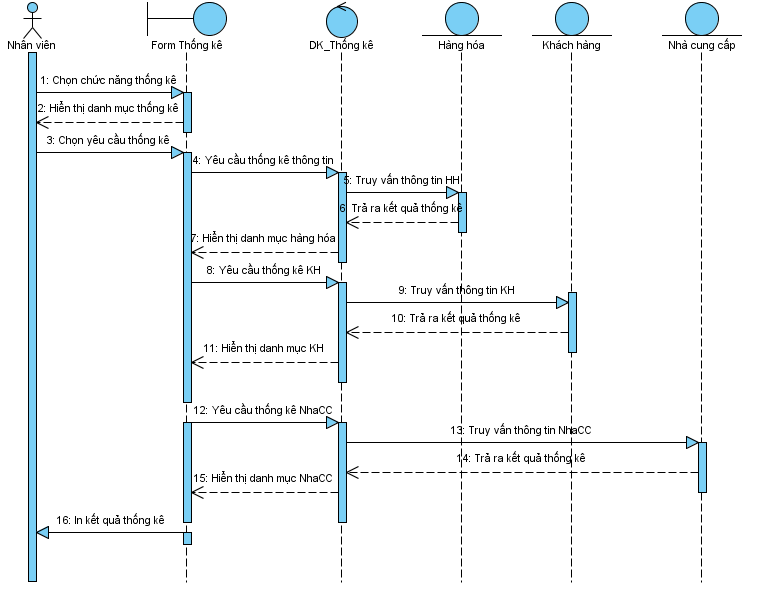 Nhân viên
Form Thống kê
DK_Thống kê
Hàng hóa
Khách hàng
Nhà cung cấp
1: Chọn chức năng thống kê
2: Hiển thị danh mục thống kê
3: Chọn yêu cầu thống kê
4: Yêu cầu thống kê thông tin
5: Truy vấn thông tin HH
6: Trả ra kết quả thống kê
7: Hiển thị danh mục hàng hóa
8: Yêu cầu thống kê KH
9: Truy vấn thông tin KH
10: Trả ra kết quả thống kê
11: Hiển thị danh mục KH
12: Yêu cầu thống kê NhaCC
13: Truy vấn thông tin NhaCC
14: Trả ra kết quả thống kê
15: Hiển thị danh mục NhaCC
16: In kết quả thống kê